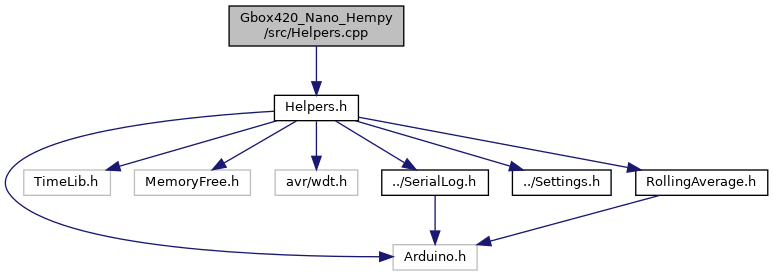 Gbox420_Nano_Hempy
/src/Helpers.cpp
Helpers.h
TimeLib.h
MemoryFree.h
avr/wdt.h
../SerialLog.h
../Settings.h
RollingAverage.h
Arduino.h